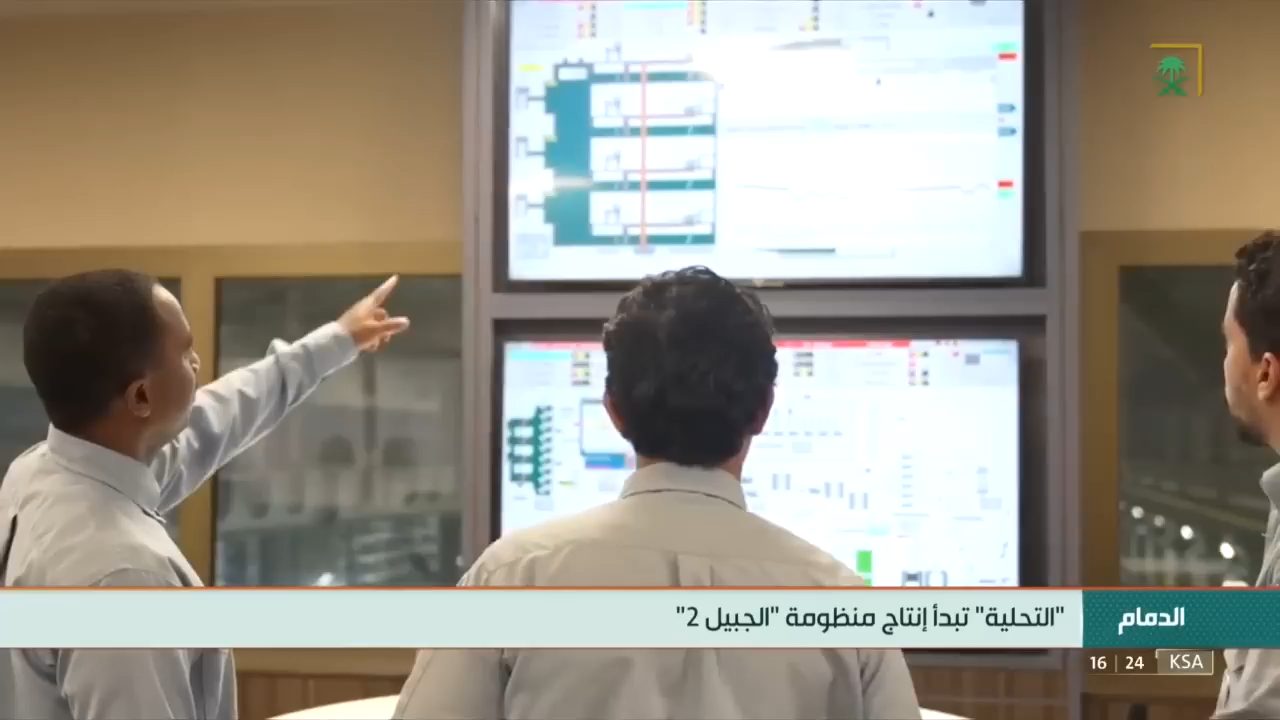 الدمام
"التحلية" تبدأ إنتاج منظومة "الجبيل 2"
16 | 24 KSA